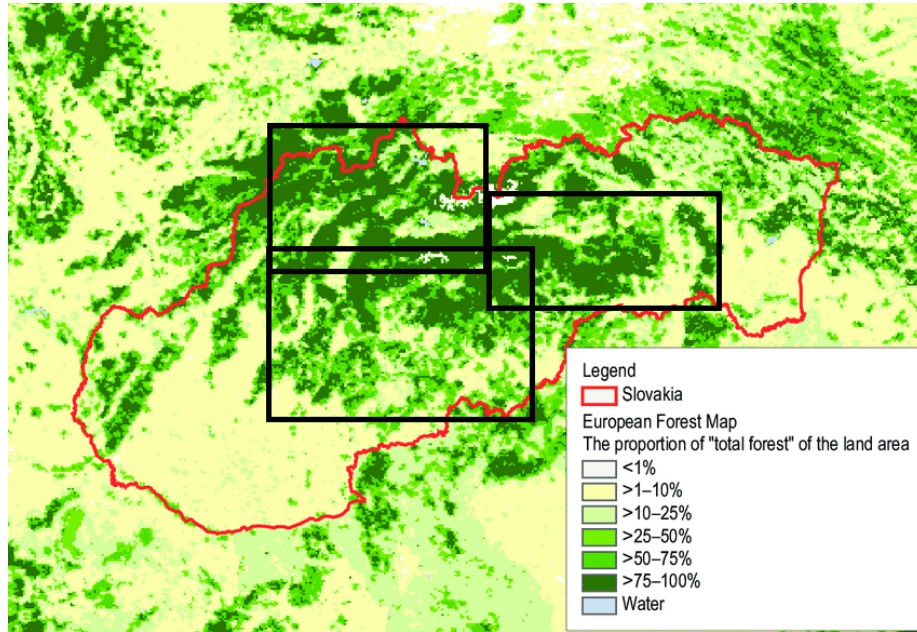 Legend
Slovakia
European Forest Map
The proportion of "total forest" of the land area
<1%
>1–10%
>10–25%
>25–50%
>50–75%
>75–100%
Water